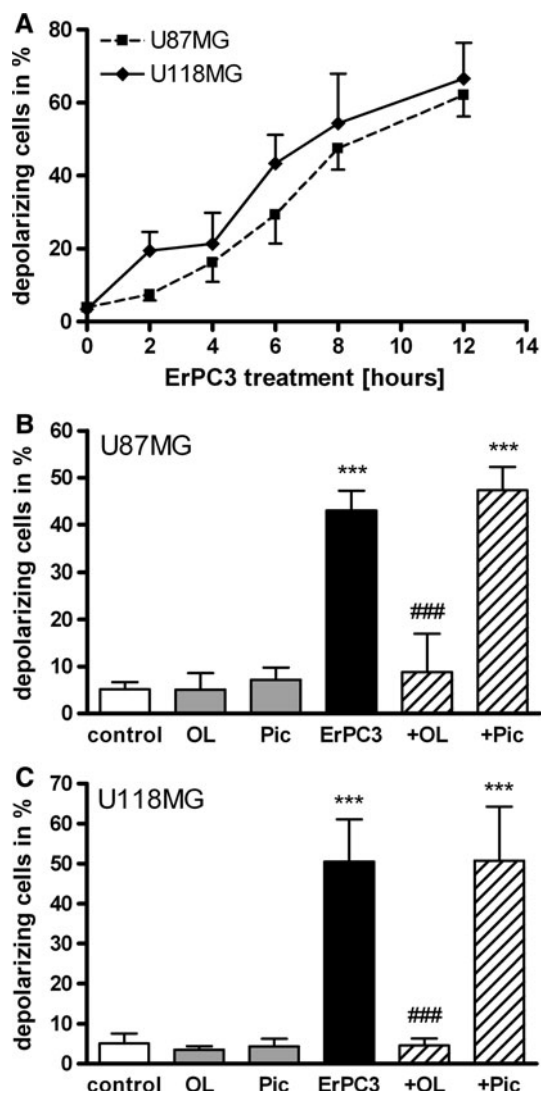 A
depolarizing cells in %
80
60
40
20
0
U87MG
U118MG
0 2 4 6 8 10 12 14
ErPC3 treatment [hours]
B
depolarizing cells in %
60
50
40
30
20
10
0
U87MG
***
###
***
control OL Pic ErPC3 +OL +Pic
C
depolarizing cells in %
70
60
50
40
30
20
10
0
U118MG
***
###
***
control OL Pic ErPC3 +OL +Pic